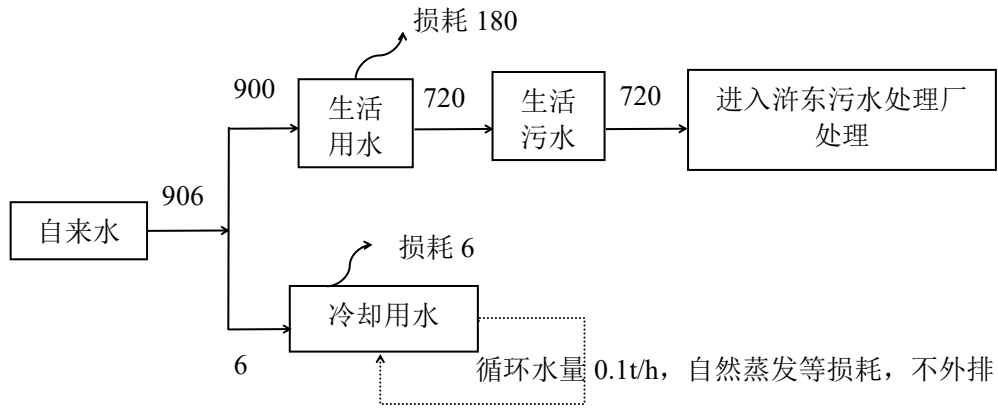 损耗 180
900
生活
用水
720
生活
污水
720
进入浒东污水处理厂
处理
906
自来水
损耗 6
冷却用水
6
循环水量 0.1t/h，自然蒸发等损耗，不外排